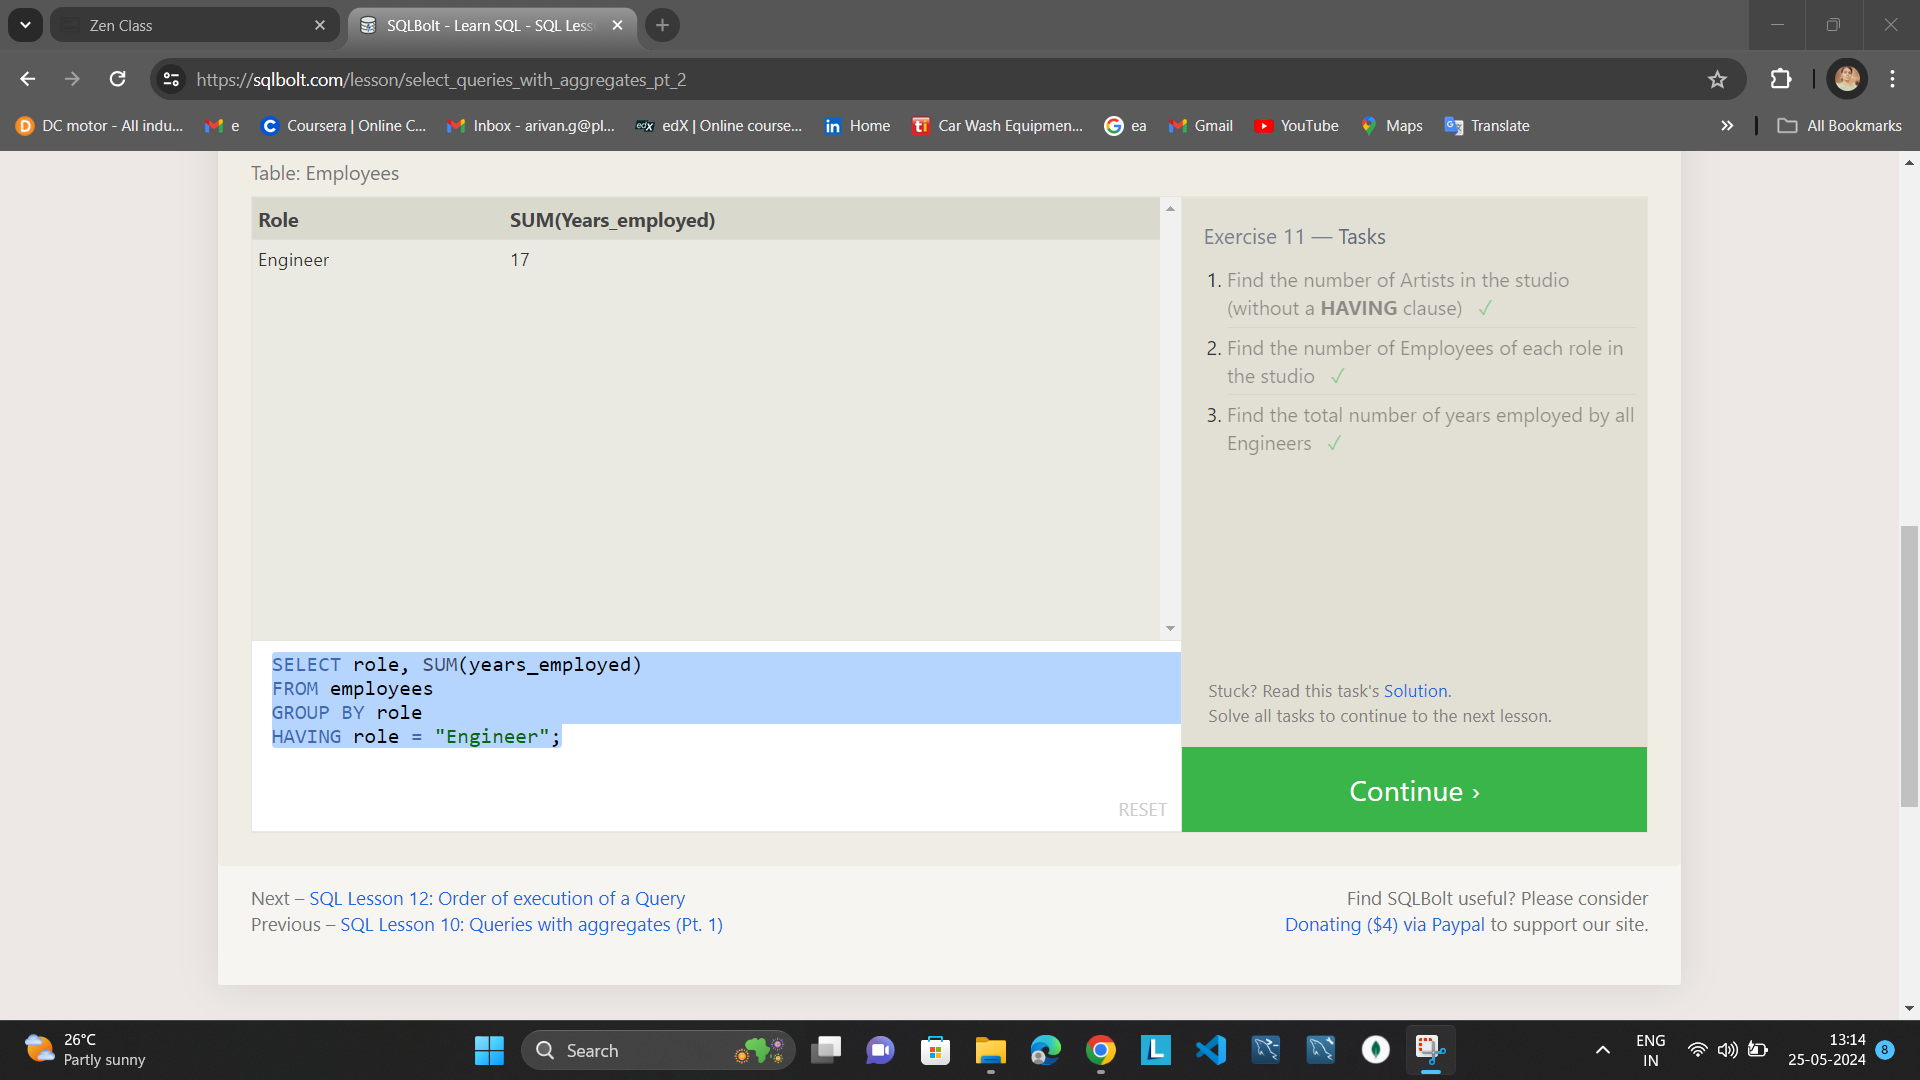 Zen Class
SQLBolt - Learn SQL - SQL Less
https://sqlbolt.com/lesson/select_queries_with_aggregates_pt_2
DC motor - All indu...
e
Coursera | Online C...
Inbox - arivan.g@pl...
edX | Online course...
Home
Car Wash Equipmen...
ea
Gmail
YouTube
Maps
Translate
All Bookmarks
Table: Employees
Role SUM(Years_employed)
Engineer 17
Exercise 11 — Tasks
1. Find the number of Artists in the studio
(without a HAVING clause) ✓
2. Find the number of Employees of each role in
the studio ✓
3. Find the total number of years employed by all
Engineers ✓
SELECT role, SUM(years_employed)
FROM employees
GROUP BY role
HAVING role = "Engineer";
RESET
Stuck? Read this task's Solution.
Solve all tasks to continue to the next lesson.
Continue ›
Next – SQL Lesson 12: Order of execution of a Query
Previous – SQL Lesson 10: Queries with aggregates (Pt. 1)
Find SQLBolt useful? Please consider
Donating ($4) via Paypal to support our site.
26°C
Partly sunny
Search
ENG
IN
13:14
25-05-2024
8